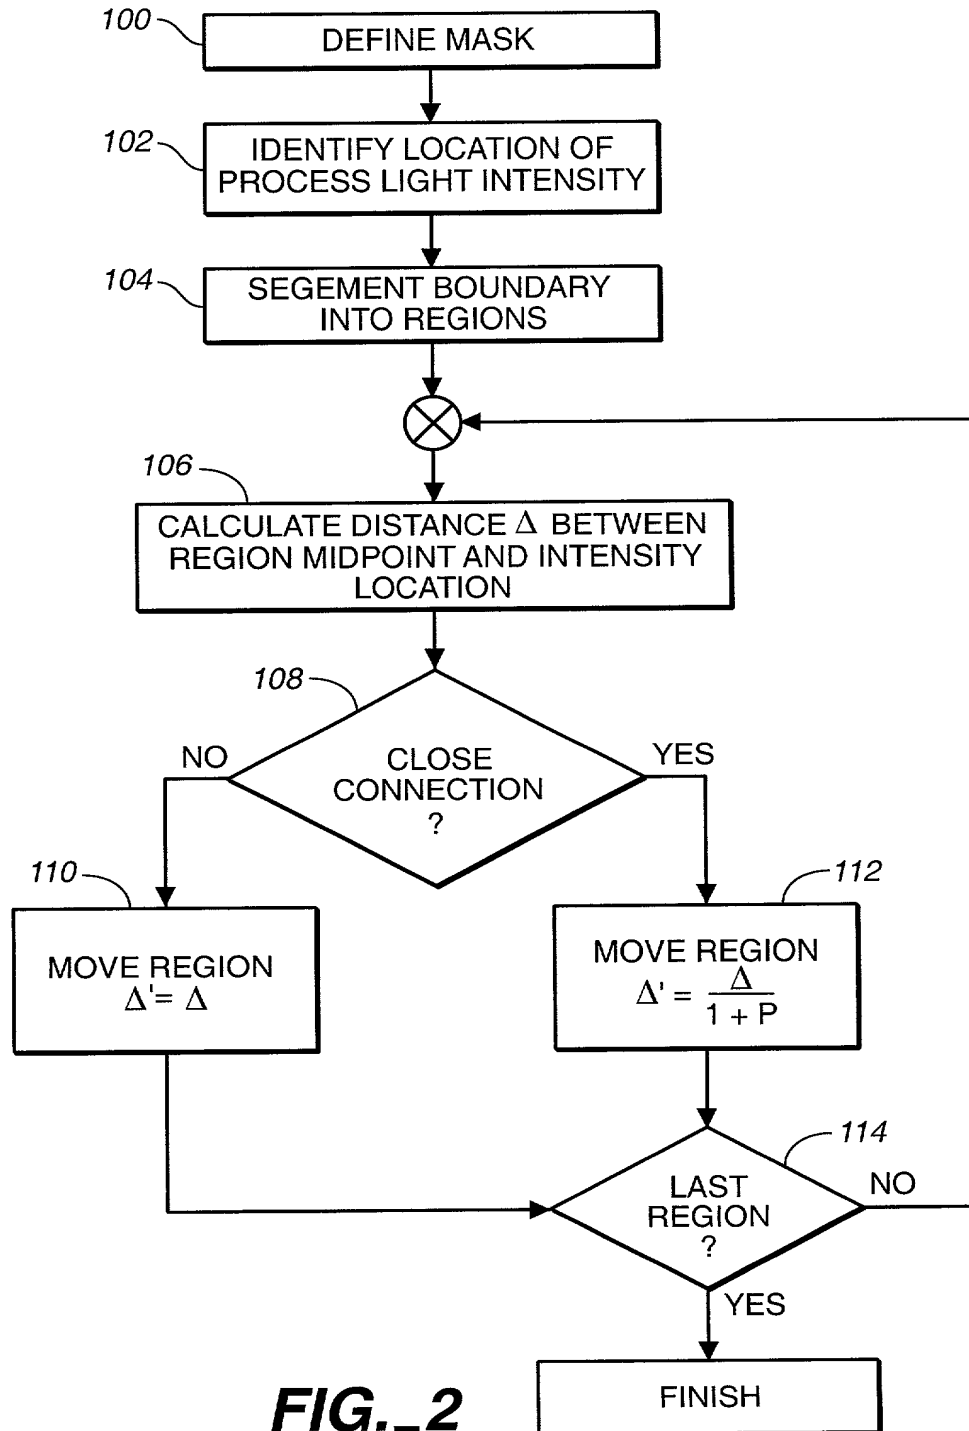 100
DEFINE MASK
102
IDENTIFY LOCATION OF
PROCESS LIGHT INTENSITY
104
SEGEMENT BOUNDARY
INTO REGIONS
106
CALCULATE DISTANCE Δ BETWEEN
REGION MIDPOINT AND INTENSITY
LOCATION
108
NO
YES
CLOSE
CONNECTION
?
110
MOVE REGION
Δ'= Δ
112
MOVE REGION
Δ' = Δ
1 + P
114
LAST
REGION
?
NO
YES
FINISH
FIG._2